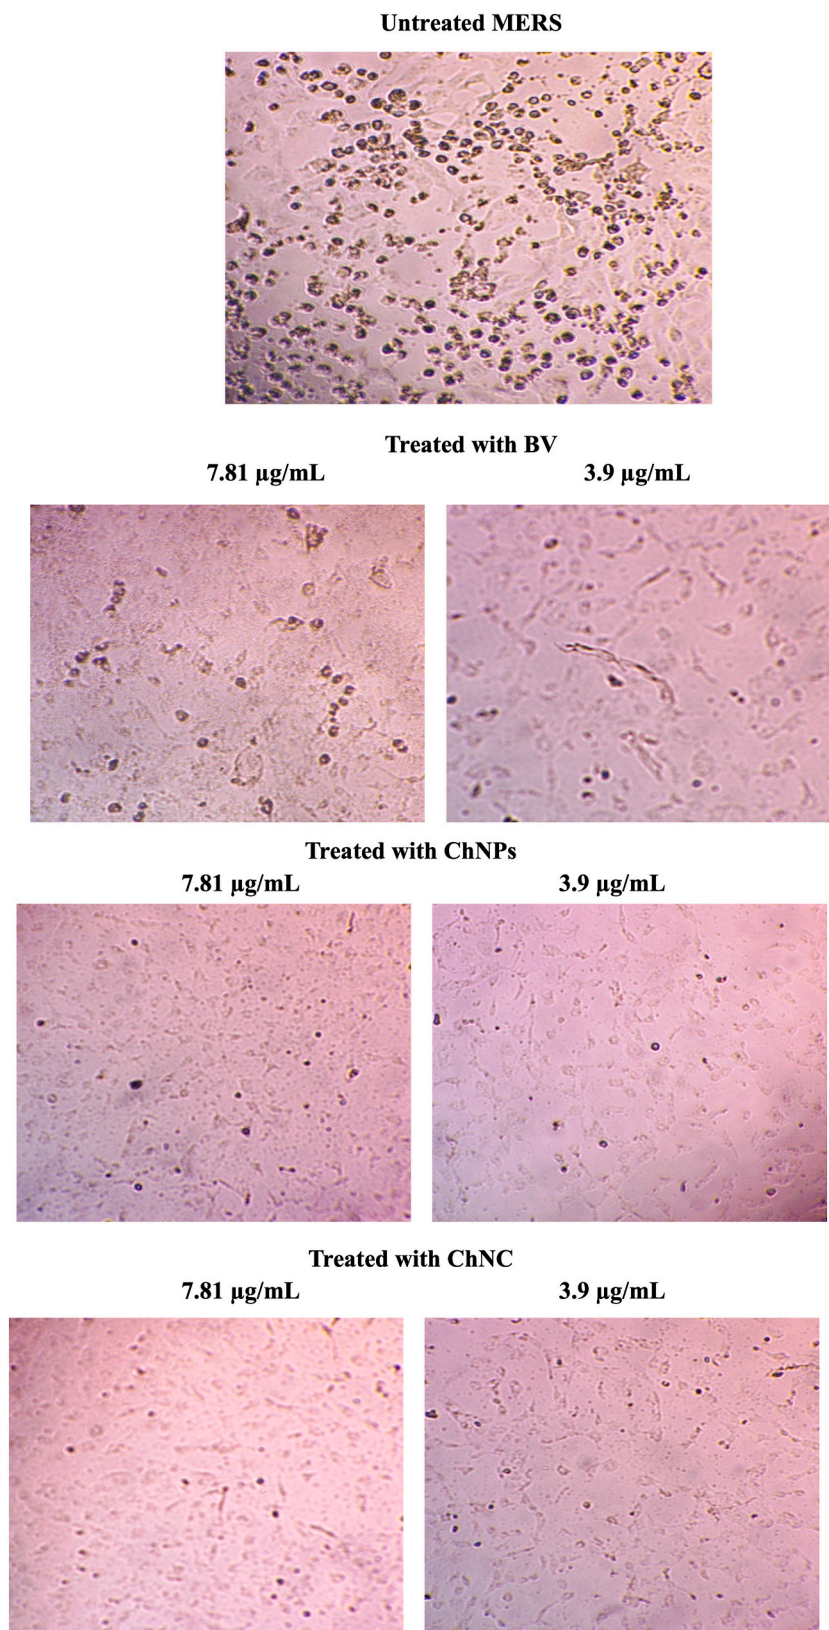 Untreated MERS
Treated with BV
7.81 µg/mL 3.9 µg/mL
Treated with ChNPs
7.81 µg/mL 3.9 µg/mL
Treated with ChNC
7.81 µg/mL 3.9 µg/mL